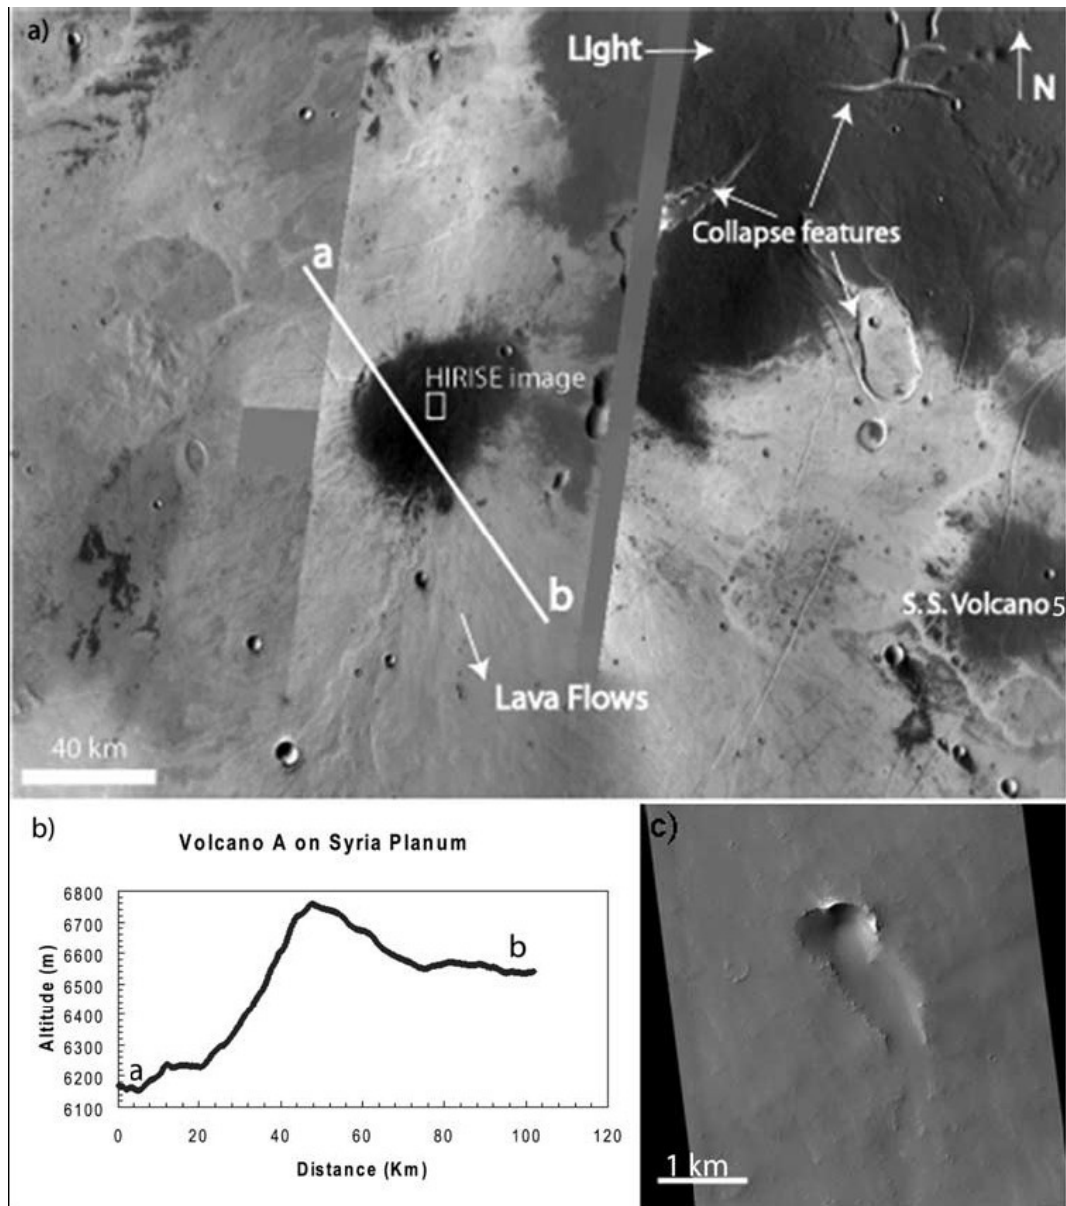 a)
LIght
N
Collapse features
a
HIRISE image
b
S. S. Volcano 5
Lava Flows
40 km
b)
Volcano A on Syria Planum
Altitude (m)
6800
6700
6600
6500
6400
6300
6200
6100
a
b
0 20 40 60 80 100 120
Distance (Km)
c)
1 km